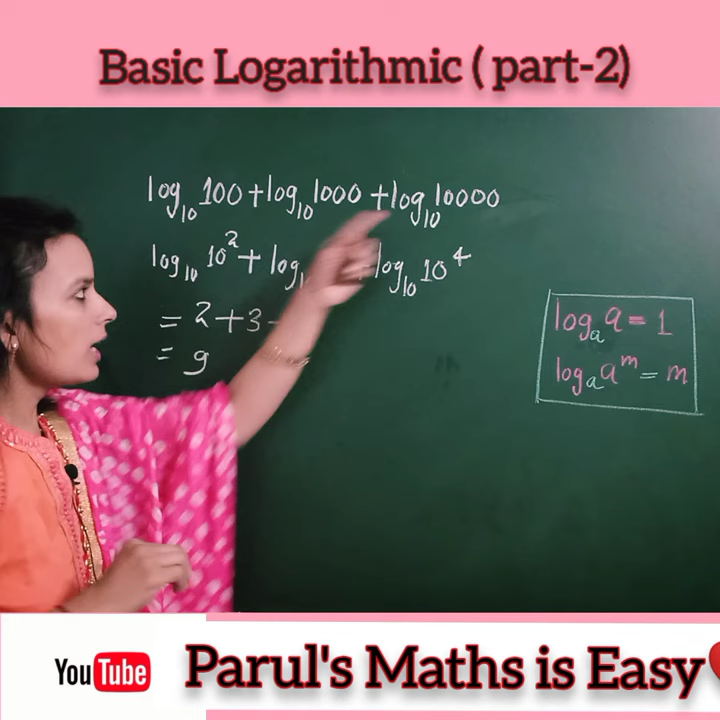 Basic Logarithmic ( part-2)
log₁₀ 100 + log₁₀ 1000 + log₁₀ 10000
log₁₀ 10² + log log₁₀ 10⁴
= 2 + 3
= 9
logₐ a = 1
logₐ aᵐ = m
YouTube
Parul's Maths is Easy